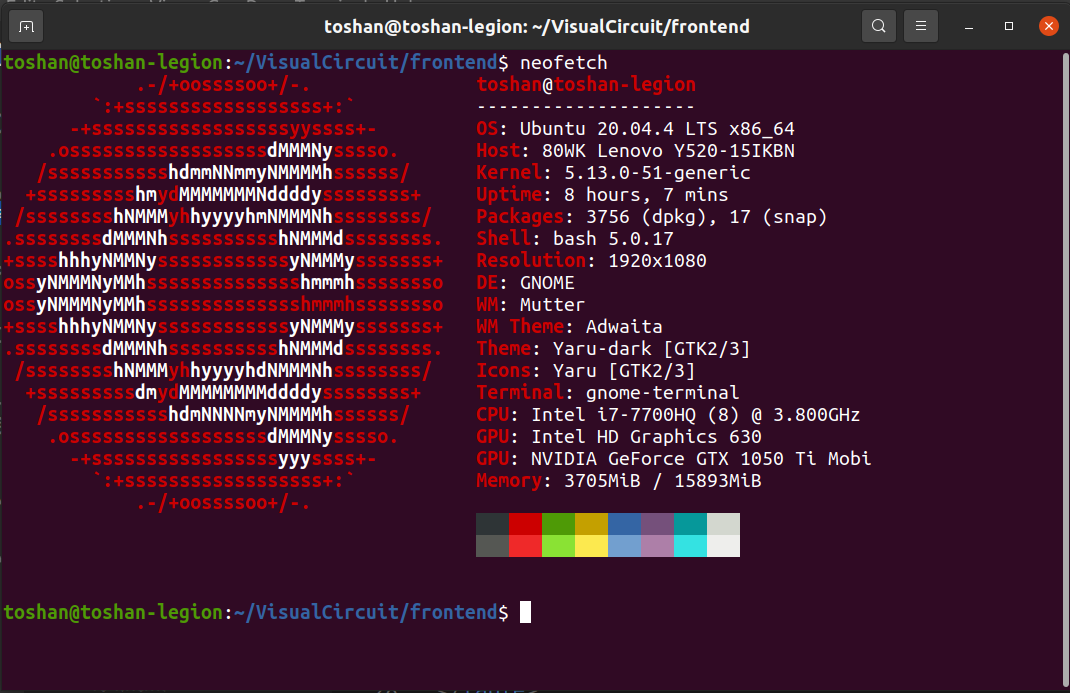 toshan@toshan-legion: ~/VisualCircuit/frontend
toshan@toshan-legion:~/VisualCircuit/frontend$ neofetch
.-/+oossssoo+/-.
`:+ssssssssssssssssss+:`
-+ssssssssssssssssssyyssss+-
.ossssssssssssssssssdMMMNysssso.
/ssssssssssshdmmNNmmyNMMMMhssssss/
+ssssssssshmydMMMMMMMNddddyssssssss+
/sssssssshNMMMyhhyyyyhmNMMMNhssssssss/
.ssssssssdMMMNhsssssssssshNMMMdssssssss.
+sssshhhyNMMNyssssssssssssyNMMMysssssss+
ossyNMMMNyMMhsssssssssssssshmmmhssssssso
ossyNMMMNyMMhsssssssssssssshmmmhssssssso
+sssshhhyNMMNyssssssssssssyNMMMysssssss+
.ssssssssdMMMNhsssssssssshNMMMdssssssss.
/sssssssshNMMMyhhyyyyhdNMMMNhssssssss/
+sssssssssdmydMMMMMMMMddddyssssssss+
/ssssssssssshdmNNNNmyNMMMMhssssss/
.ossssssssssssssssssdMMMNysssso.
-+sssssssssssssssssyyyssss+-
`:+ssssssssssssssssss+:`
.-/+oossssoo+/-.
toshan@toshan-legion
--------------------
OS: Ubuntu 20.04.4 LTS x86_64
Host: 80WK Lenovo Y520-15IKBN
Kernel: 5.13.0-51-generic
Uptime: 8 hours, 7 mins
Packages: 3756 (dpkg), 17 (snap)
Shell: bash 5.0.17
Resolution: 1920x1080
DE: GNOME
WM: Mutter
WM Theme: Adwaita
Theme: Yaru-dark [GTK2/3]
Icons: Yaru [GTK2/3]
Terminal: gnome-terminal
CPU: Intel i7-7700HQ (8) @ 3.800GHz
GPU: Intel HD Graphics 630
GPU: NVIDIA GeForce GTX 1050 Ti Mobi
Memory: 3705MiB / 15893MiB
toshan@toshan-legion:~/VisualCircuit/frontend$